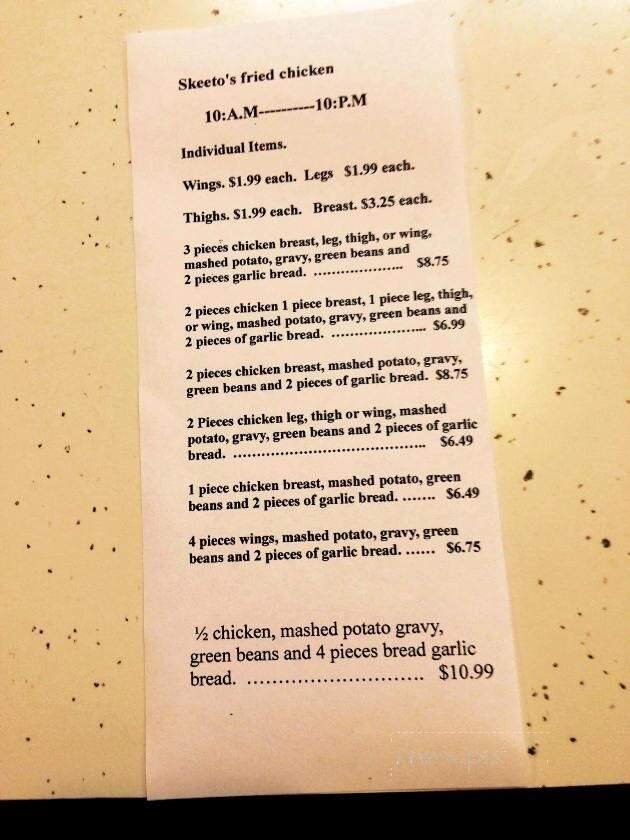 Skeeto's fried chicken
10:A.M----------10:P.M
Individual Items.
Wings. $1.99 each. Legs $1.99 each.
Thighs. $1.99 each. Breast. $3.25 each.
3 pieces chicken breast, leg, thigh, or wing,
mashed potato, gravy, green beans and
2 pieces garlic bread. .................... $8.75
2 pieces chicken 1 piece breast, 1 piece leg, thigh,
or wing, mashed potato, gravy, green beans and
2 pieces of garlic bread. ..................... $6.99
2 pieces chicken breast, mashed potato, gravy,
green beans and 2 pieces of garlic bread. $8.75
2 Pieces chicken leg, thigh or wing, mashed
potato, gravy, green beans and 2 pieces of garlic
bread. ........................................ $6.49
1 piece chicken breast, mashed potato, green
beans and 2 pieces of garlic bread. ....... $6.49
4 pieces wings, mashed potato, gravy, green
beans and 2 pieces of garlic bread. ...... $6.75
½ chicken, mashed potato gravy,
green beans and 4 pieces bread garlic
bread. ............................ $10.99